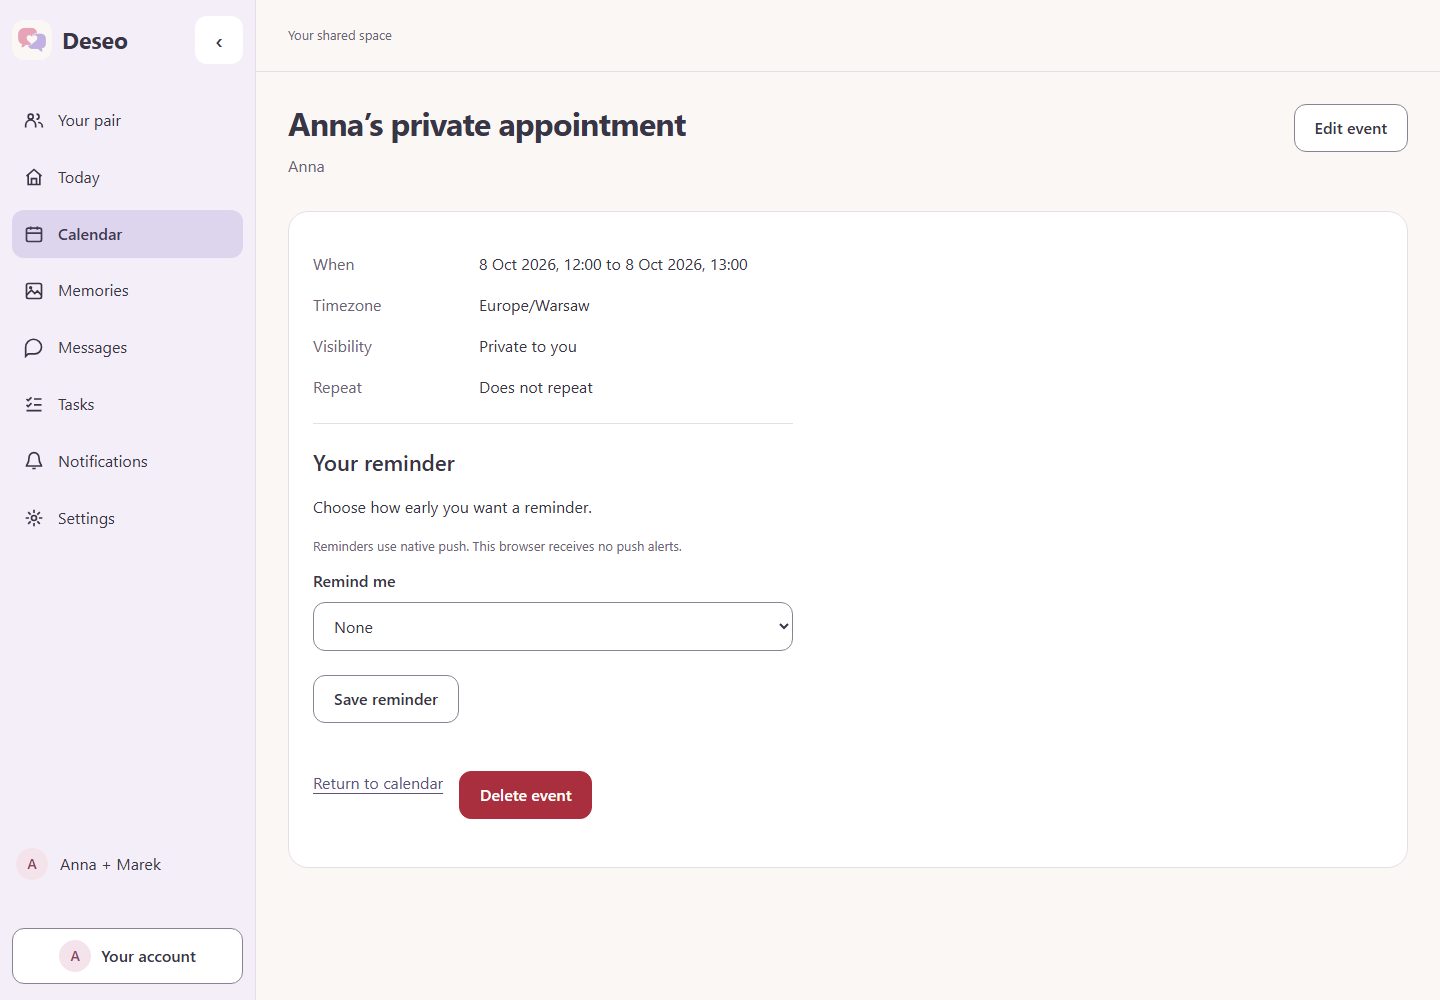 Deseo
‹
Your pair
Today
Calendar
Memories
Messages
Tasks
Notifications
Settings
A
Anna + Marek
A
Your account
Your shared space
Anna’s private appointment
Anna
Edit event
When 8 Oct 2026, 12:00 to 8 Oct 2026, 13:00
Timezone Europe/Warsaw
Visibility Private to you
Repeat Does not repeat
Your reminder
Choose how early you want a reminder.
Reminders use native push. This browser receives no push alerts.
Remind me
None
Save reminder
Return to calendar
Delete event